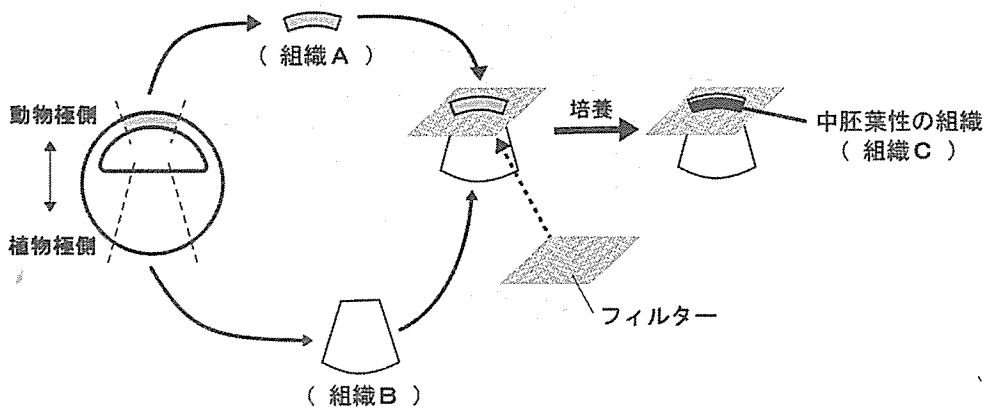 （ 組織A ）
動物極側
植物極側
（ 組織B ）
培養
中胚葉性の組織
（ 組織C ）
フィルター